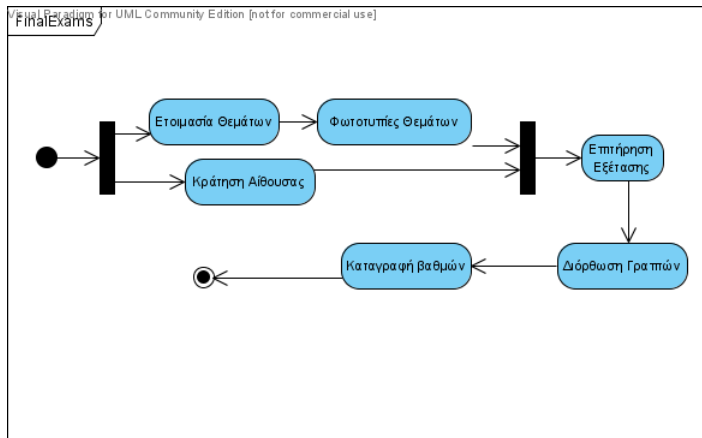 Visual Paradigm for UML Community Edition [not for commercial use]
FinalExams
Ετοιμασία Θεμάτων
Φωτοτυπίες Θεμάτων
Κράτηση Αίθουσας
Επιτήρηση
Εξέτασης
Καταγραφή βαθμών
Διόρθωση Γραπτών